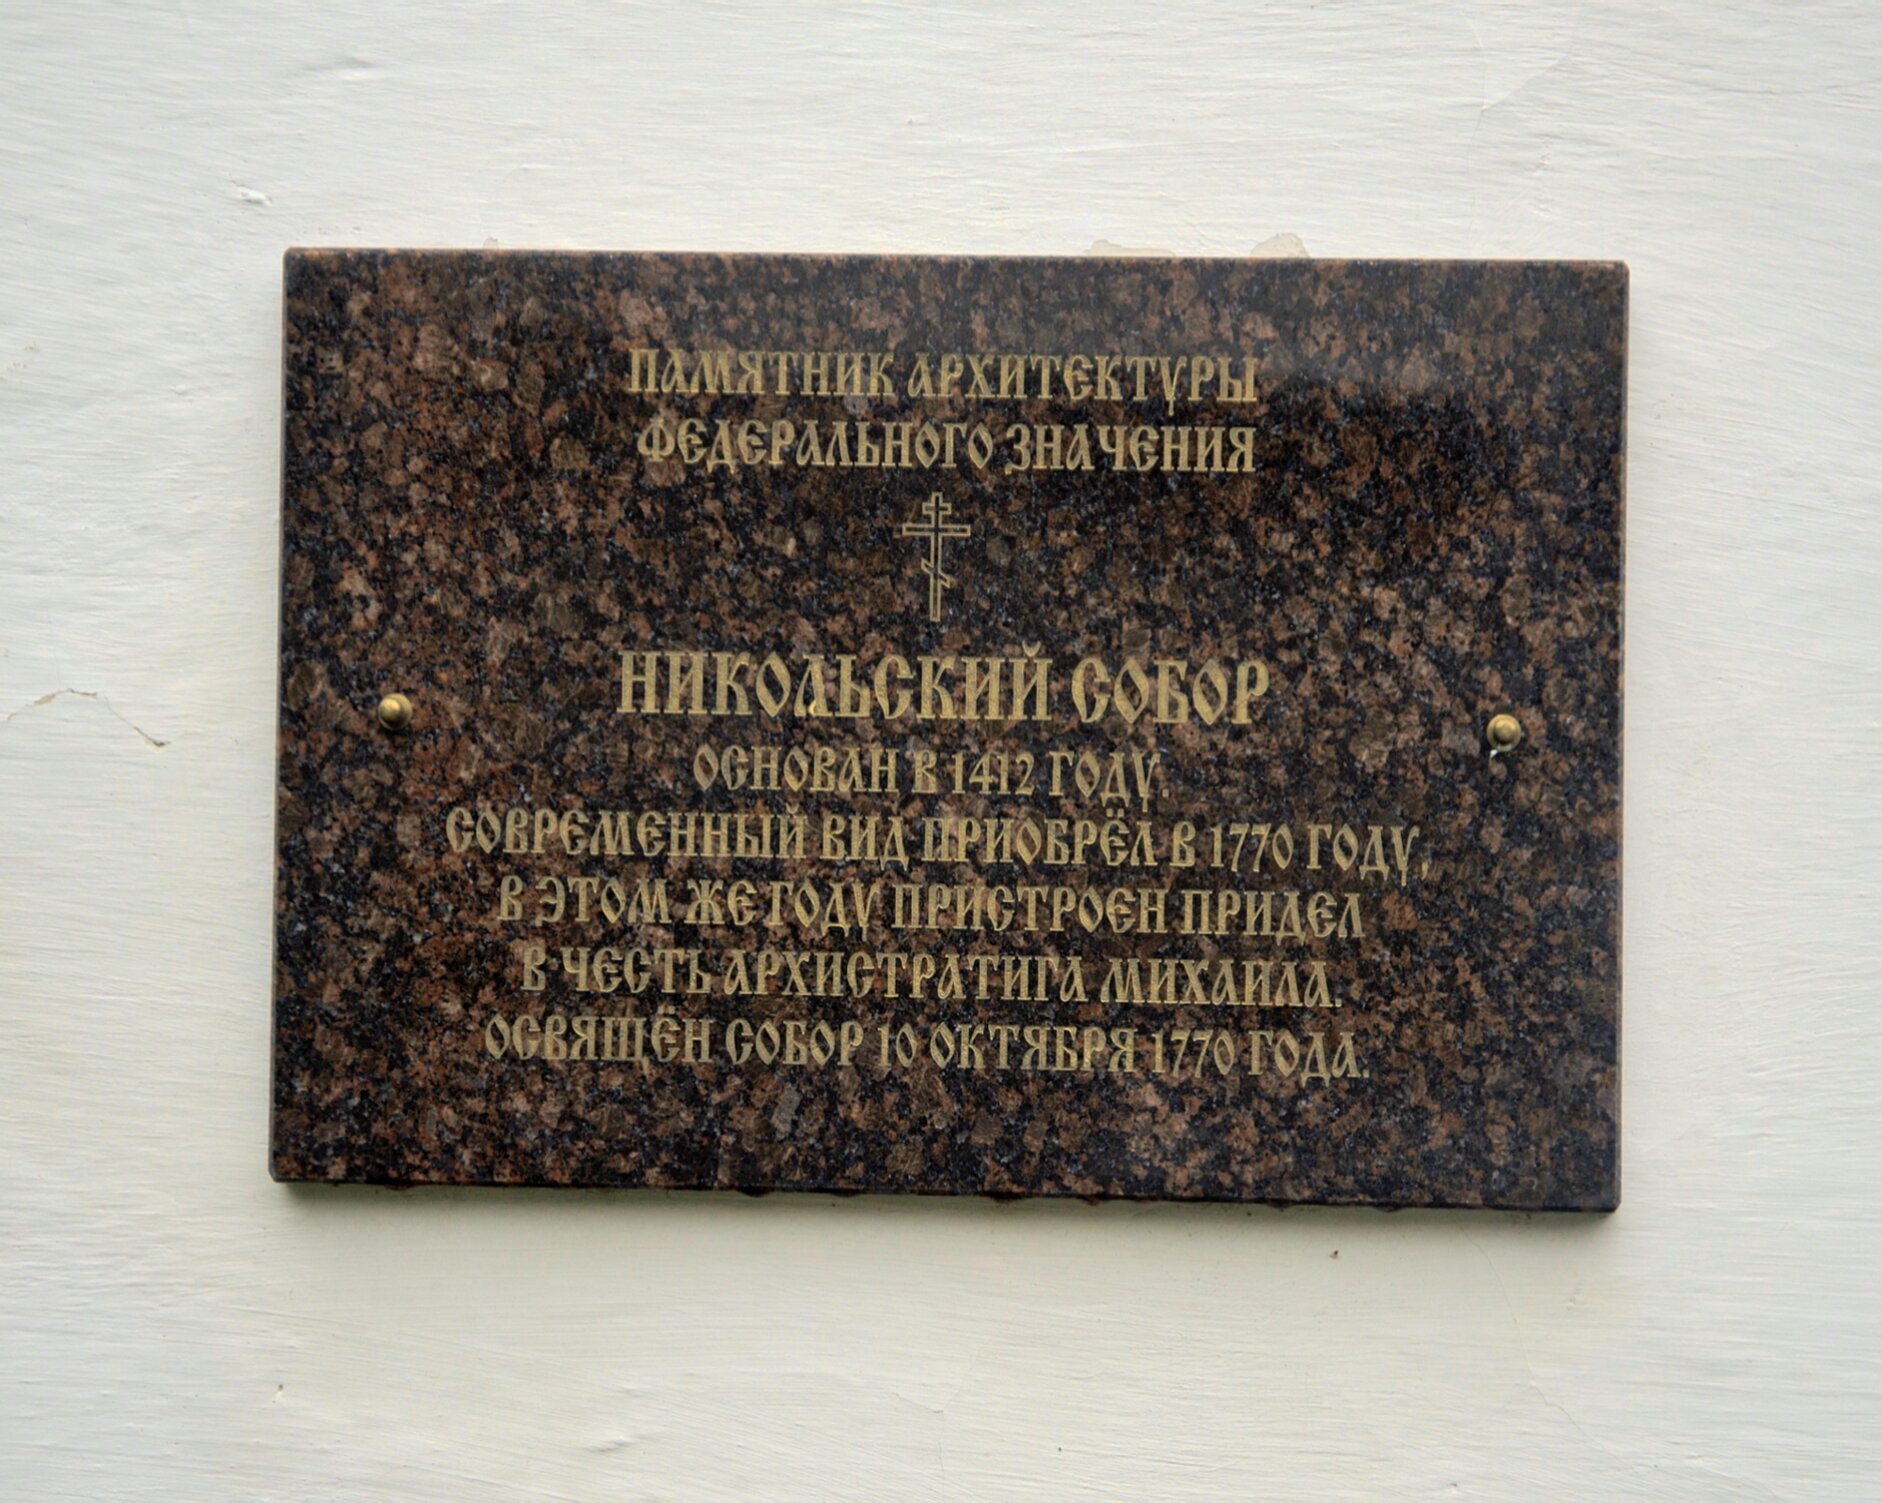 ПАМЯТНИК АРХИТЕКТУРЫ
ФЕДЕРАЛЬНОГО ЗНАЧЕНИЯ
НИКОЛЬСКИЙ СОБОР
ОСНОВАН В 1412 ГОДУ.
СОВРЕМЕННЫЙ ВИД ПРИОБРЁЛ В 1770 ГОДУ,
В ЭТОМ ЖЕ ГОДУ ПРИСТРОЕН ПРИДЕЛ
В ЧЕСТЬ АРХИСТРАТИГА МИХАИЛА.
ОСВЯЩЁН СОБОР 10 ОКТЯБРЯ 1770 ГОДА.